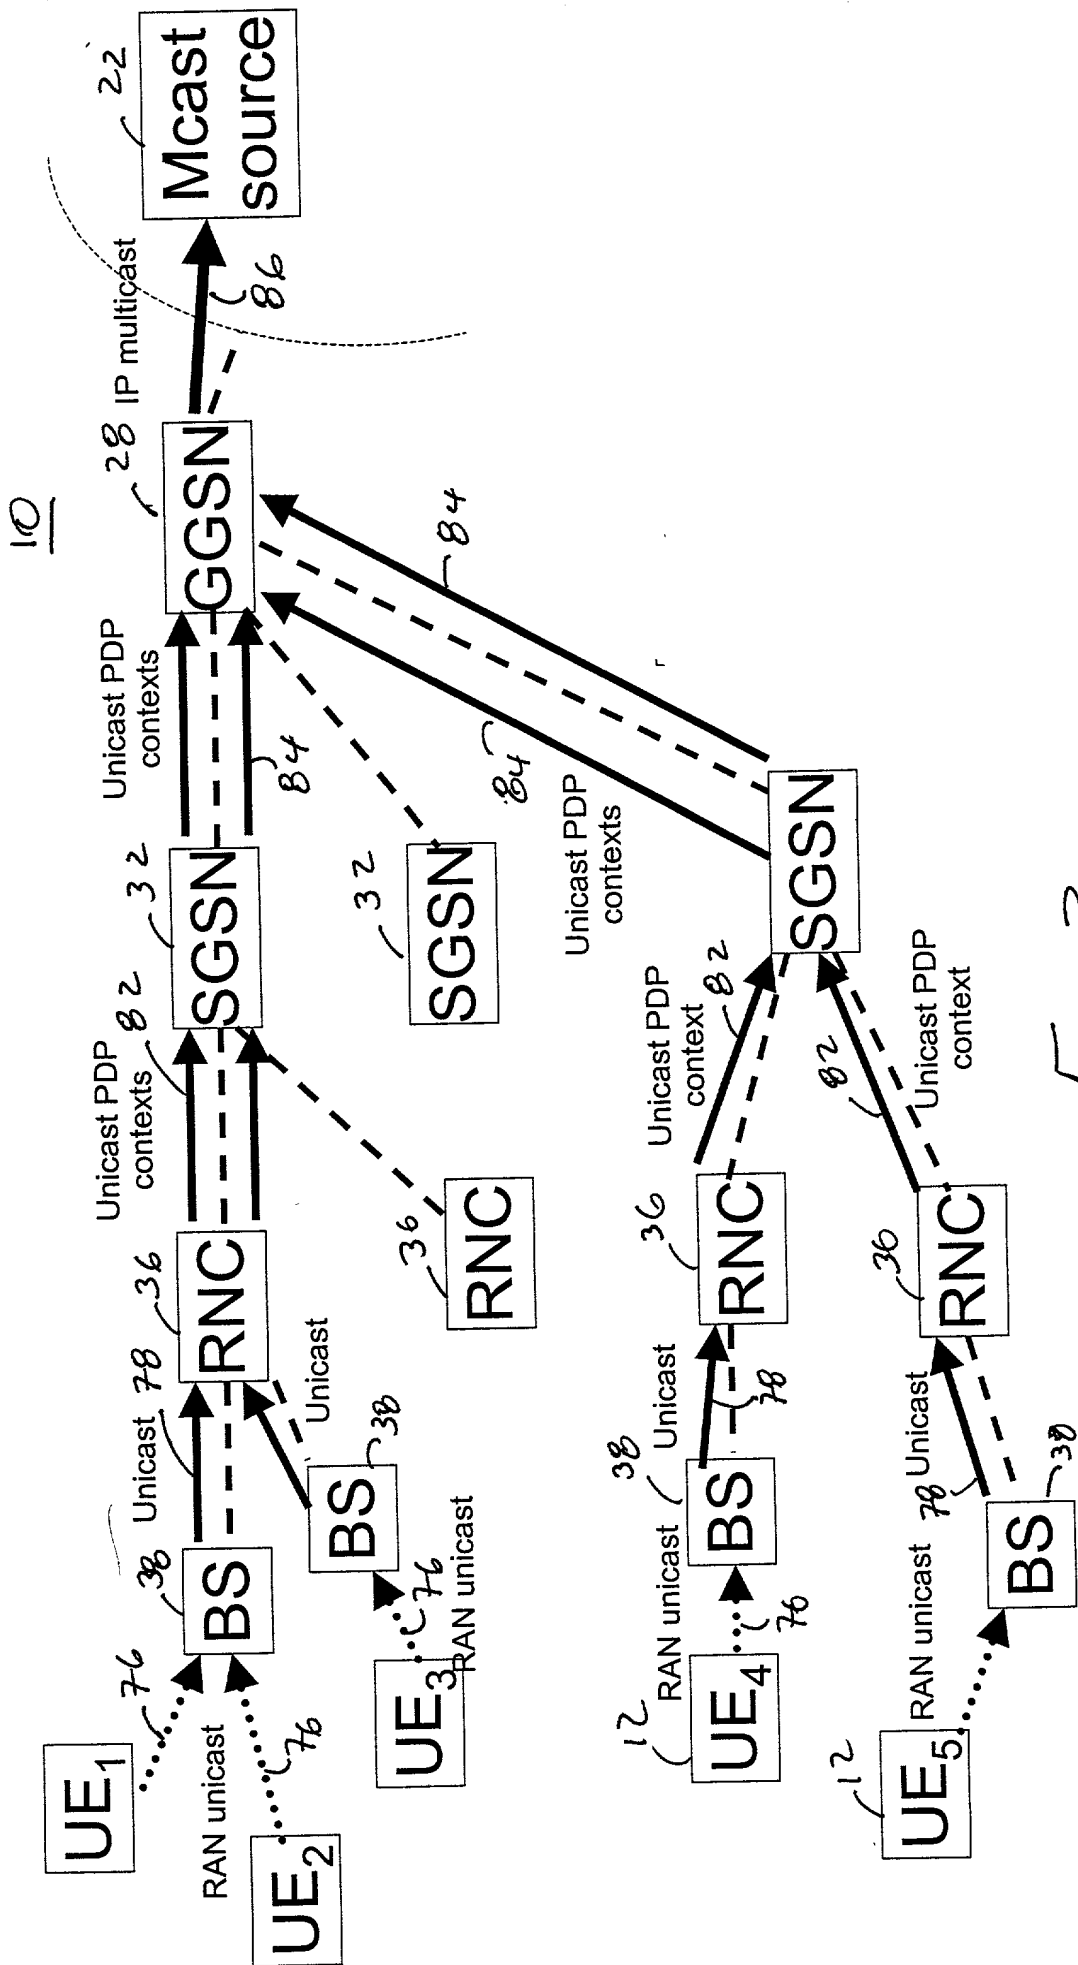 10
UE1
76
RAN unicast
76
UE2
38
BS
Unicast
78
36
RNC
Unicast PDP
contexts
82
32
SGSN
Unicast PDP
contexts
84
28
GGSN
IP multicast
86
22
Mcast
source
UE3
76
RAN unicast
BS
38
Unicast
36
RNC
32
SGSN
84
84
Unicast PDP
contexts
12
UE4
RAN unicast
76
38
BS
Unicast
78
36
RNC
Unicast PDP
context
82
SGSN
12
UE5
RAN unicast
BS
38
78
Unicast
36
RNC
82
Unicast PDP
context